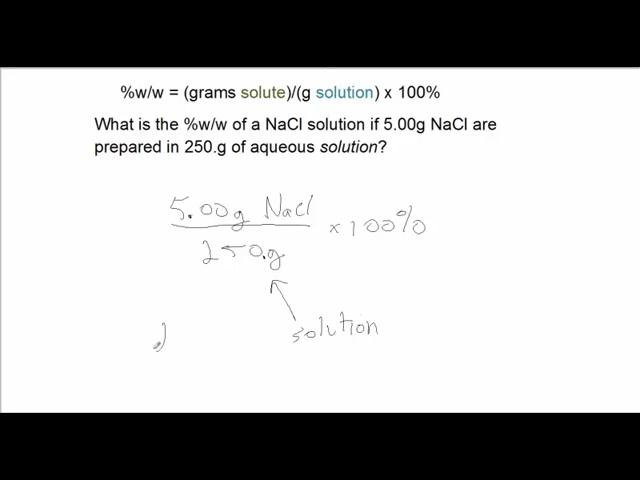 %w/w = (grams solute)/(g solution) x 100%
What is the %w/w of a NaCl solution if 5.00g NaCl are
prepared in 250.g of aqueous solution?
5.00g NaCl
x 100%
250.g
solution